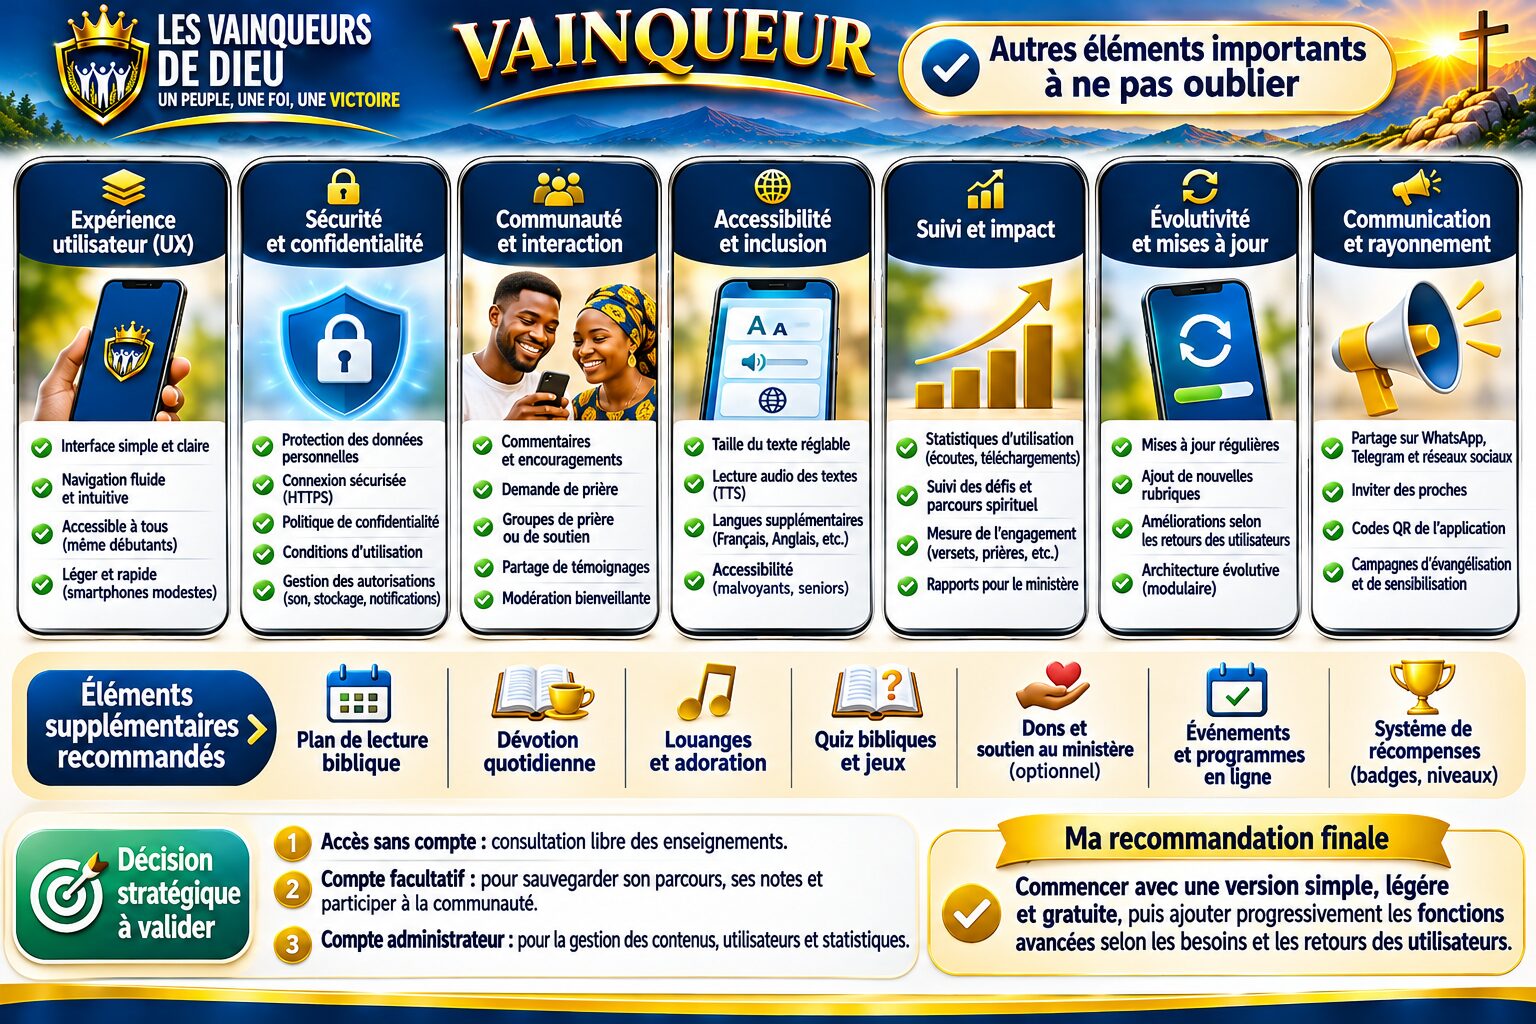 LES VAINQUEURS
DE DIEU
UN PEUPLE, UNE FOI, UNE VICTOIRE
VAINQUEUR
Autres éléments importants
à ne pas oublier
Expérience
utilisateur (UX)
Interface simple et claire
Navigation fluide
et intuitive
Accessible à tous
(même débutants)
Léger et rapide
(smartphones modestes)
Sécurité
et confidentialité
Protection des données
personnelles
Connexion sécurisée
(HTTPS)
Politique de confidentialité
Conditions d'utilisation
Gestion des autorisations
(son, stockage, notifications)
Communauté
et interaction
Commentaires
et encouragements
Demande de prière
Groupes de prière
ou de soutien
Partage de témoignages
Modération bienveillante
Accessibilité
et inclusion
A A
Taille du texte réglable
Lecture audio des textes
(TTS)
Langues supplémentaires
(Français, Anglais, etc.)
Accessibilité
(malvoyants, seniors)
Suivi et impact
Statistiques d'utilisation
(écoutes, téléchargements)
Suivi des défis et
parcours spirituel
Mesure de l'engagement
(versets, prières, etc.)
Rapports pour le ministère
Évolutivité
et mises à jour
Mises à jour régulières
Ajout de nouvelles
rubriques
Améliorations selon
les retours des utilisateurs
Architecture évolutive
(modulaire)
Communication
et rayonnement
Partage sur WhatsApp,
Telegram et réseaux sociaux
Inviter des proches
Codes QR de l'application
Campagnes d'évangélisation
et de sensibilisation
Éléments
supplémentaires
recommandés
Plan de lecture
biblique
Dévotion
quotidienne
Louanges
et adoration
?
Quiz bibliques
et jeux
Dons et
soutien au ministère
(optionnel)
Événements
et programmes
en ligne
Système de
récompenses
(badges, niveaux)
Décision
stratégique
à valider
1 Accès sans compte : consultation libre des enseignements.
2 Compte facultatif : pour sauvegarder son parcours, ses notes et
participer à la communauté.
3 Compte administrateur : pour la gestion des contenus, utilisateurs et statistiques.
Ma recommandation finale
Commencer avec une version simple, légére
et gratuite, puis ajouter progressivement les fonctions
avancées selon les besoins et les retours des utilisateurs.